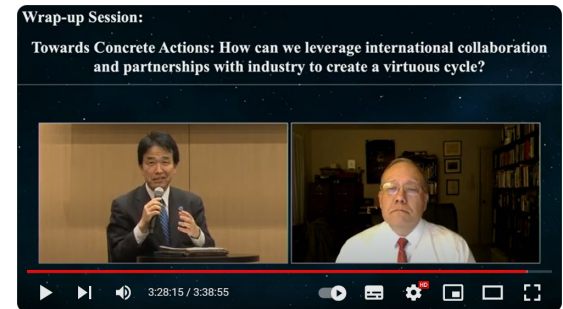 Wrap-up Session:
Towards Concrete Actions: How can we leverage international collaboration
and partnerships with industry to create a virtuous cycle?
3:28:15 / 3:38:55
HD